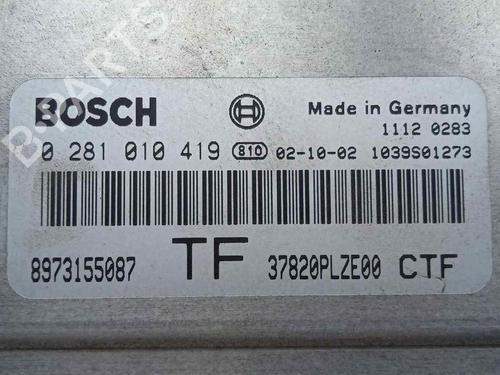 B-PARTS
BOSCH Made in Germany
1112 0283
0 281 010 419 810 02-10-02 1039S01273
8973155087 TF 37820PLZE00 CTF